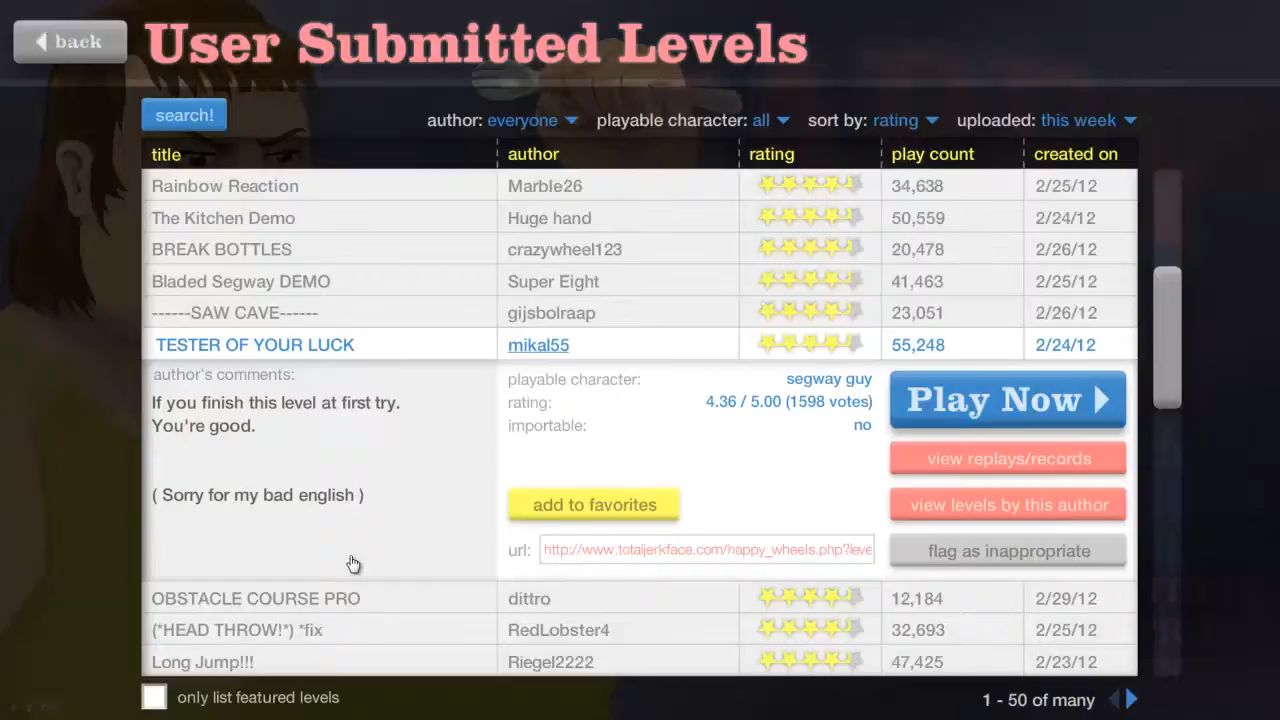 back
User Submitted Levels
search!
author: everyone playable character: all sort by: rating uploaded: this week
title author rating play count created on
Rainbow Reaction Marble26 34,638 2/25/12
The Kitchen Demo Huge hand 50,559 2/24/12
BREAK BOTTLES crazywheel123 20,478 2/26/12
Bladed Segway DEMO Super Eight 41,463 2/25/12
------SAW CAVE------ gijsbolraap 23,051 2/26/12
TESTER OF YOUR LUCK mikal55 55,248 2/24/12
author's comments:
If you finish this level at first try.
You're good.
( Sorry for my bad english )
playable character: segway guy
rating: 4.36 / 5.00 (1598 votes)
importable: no
add to favorites
url: http://www.totaljerkface.com/happy_wheels.php?leve
Play Now
view replays/records
view levels by this author
flag as inappropriate
OBSTACLE COURSE PRO dittro 12,184 2/29/12
(*HEAD THROW!*) *fix RedLobster4 32,693 2/25/12
Long Jump!!! Riegel2222 47,425 2/23/12
only list featured levels
1 - 50 of many